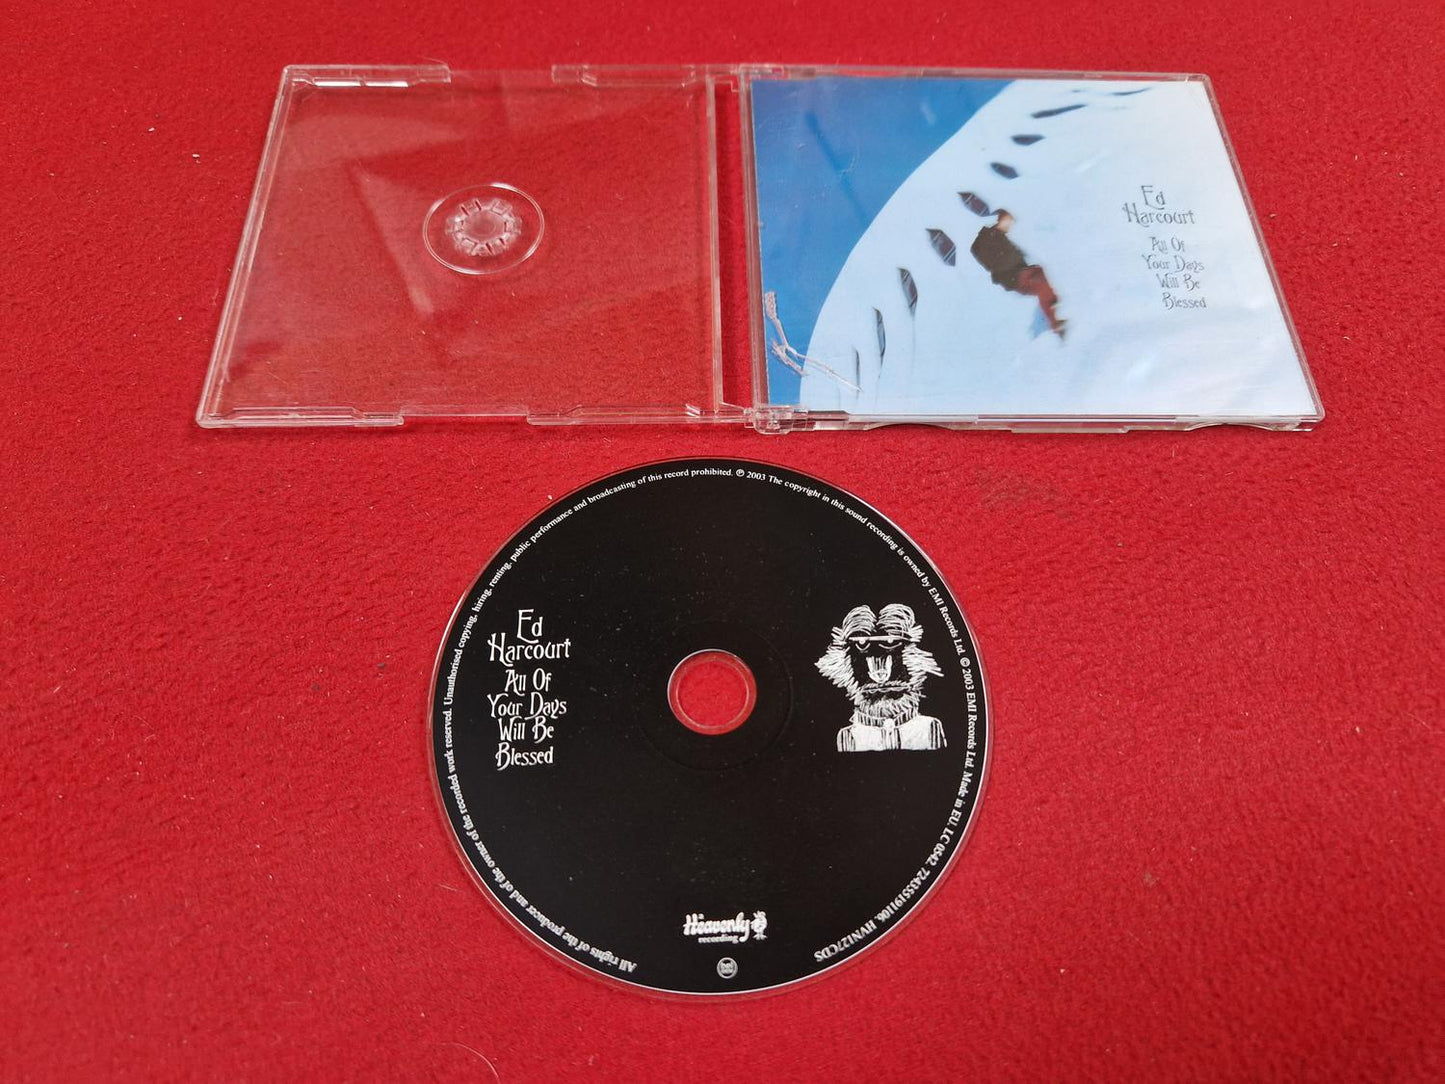 Ed
Harcourt
All Of
Your Days
Will Be
Blessed
Ed
Harcourt
All Of
Your Days
Will Be
Blessed
All rights of the producer and of the owner of the recorded work reserved. Unauthorised copying, hiring, renting, public performance and broadcasting of this record prohibited. ℗ 2003 The copyright in this sound recording is owned by EMI Records Ltd. © 2003 EMI Records Ltd. Made in EU. LC 0542. 724355191106. HVN127CDS
Heavenly
recording